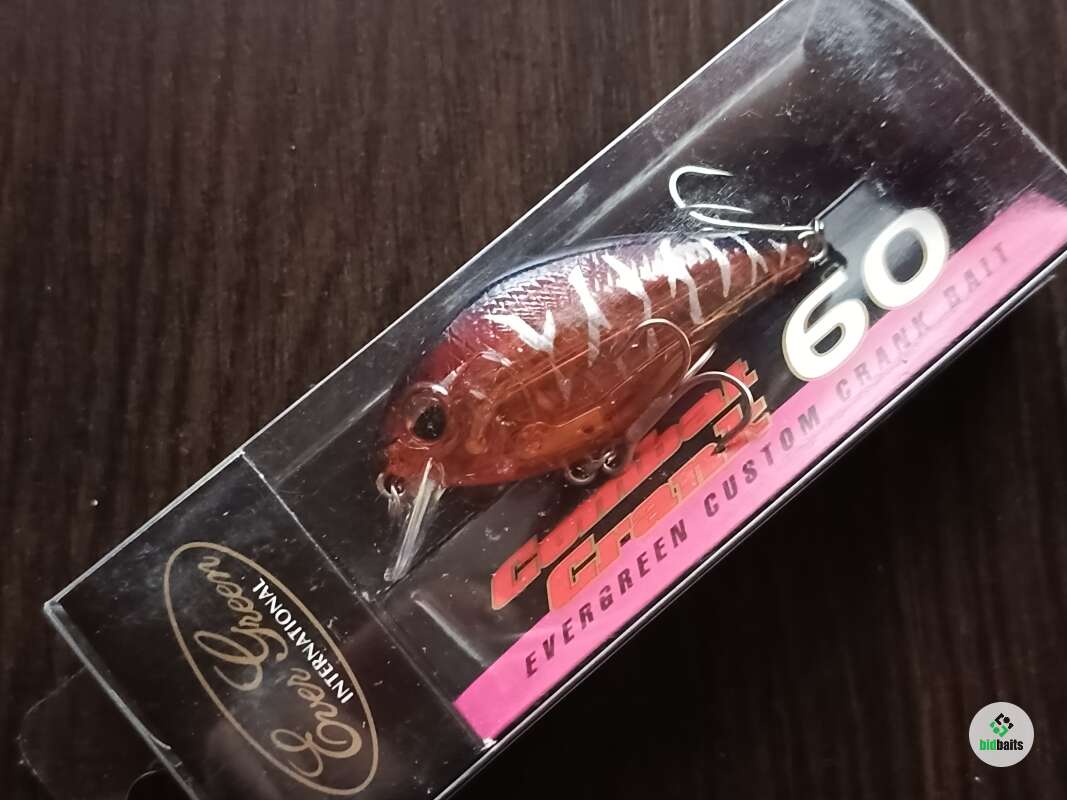 Combat
Crank
60
EVERGREEN CUSTOM CRANK BAIT
Ever Green
INTERNATIONAL
bidbaits